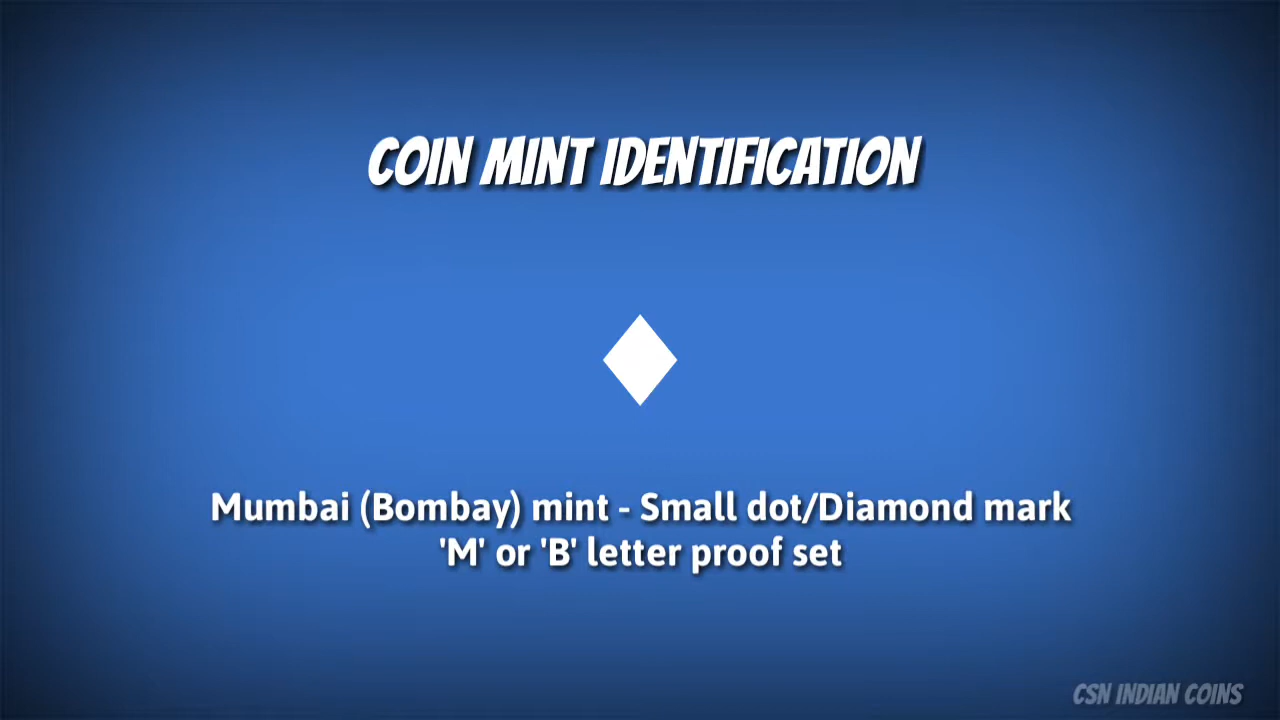 COIN MINT IDENTIFICATION
Mumbai (Bombay) mint - Small dot/Diamond mark
'M' or 'B' letter proof set
CSN INDIAN COINS